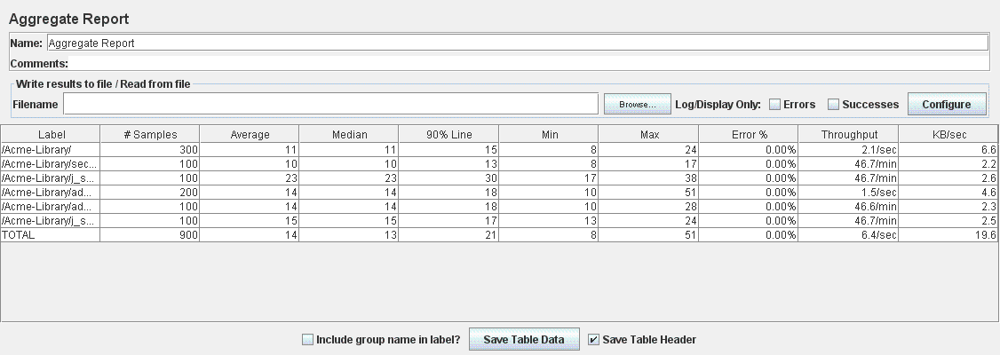 Aggregate Report
Name: Aggregate Report
Comments:
Write results to file / Read from file
Filename Browse... Log/Display Only: Errors Successes Configure
Label # Samples Average Median 90% Line Min Max Error % Throughput KB/sec
/Acme-Library/ 300 11 11 15 8 24 0.00% 2.1/sec 6.6
/Acme-Library/sec... 100 10 10 13 8 17 0.00% 46.7/min 2.2
/Acme-Library/j_s... 100 23 23 30 17 38 0.00% 46.7/min 2.6
/Acme-Library/ad... 200 14 14 18 10 51 0.00% 1.5/sec 4.6
/Acme-Library/ad... 100 14 14 18 10 28 0.00% 46.6/min 2.3
/Acme-Library/j_s... 100 15 15 17 13 24 0.00% 46.7/min 2.5
TOTAL 900 14 13 21 8 51 0.00% 6.4/sec 19.6
Include group name in label? Save Table Data Save Table Header